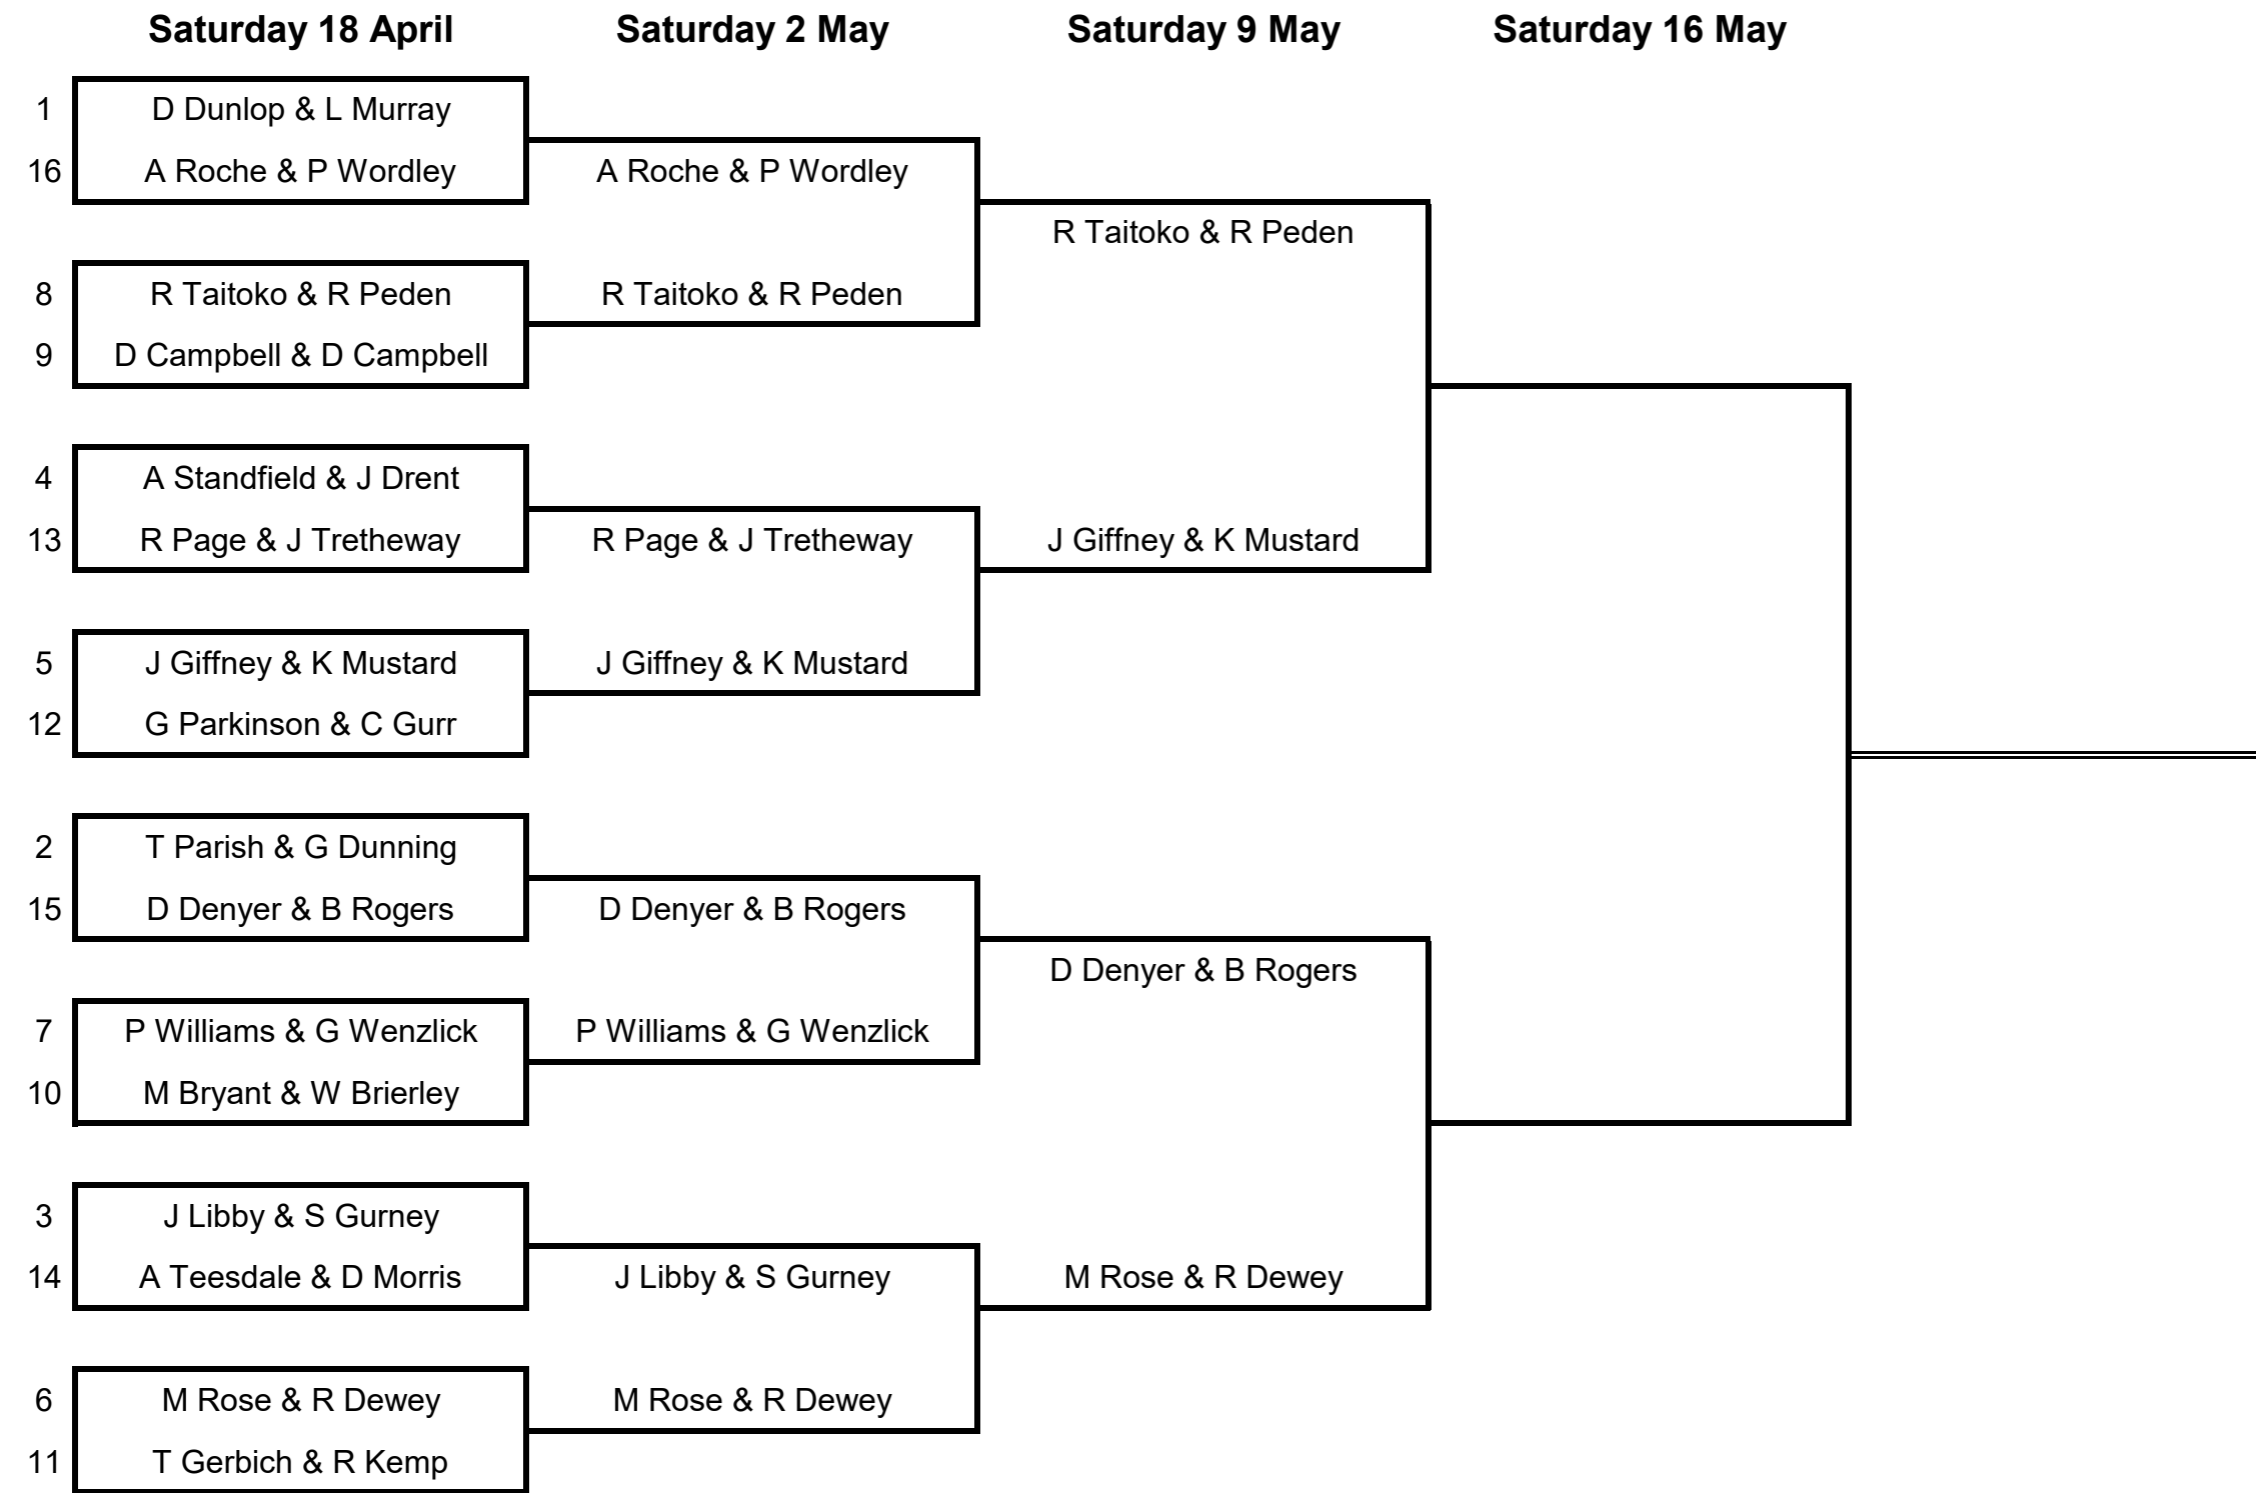 Saturday 18 April Saturday 2 May Saturday 9 May Saturday 16 May
1 D Dunlop & L Murray
16 A Roche & P Wordley A Roche & P Wordley
R Taitoko & R Peden
8 R Taitoko & R Peden R Taitoko & R Peden
9 D Campbell & D Campbell
4 A Standfield & J Drent
13 R Page & J Tretheway R Page & J Tretheway J Giffney & K Mustard
5 J Giffney & K Mustard J Giffney & K Mustard
12 G Parkinson & C Gurr
2 T Parish & G Dunning
15 D Denyer & B Rogers D Denyer & B Rogers
D Denyer & B Rogers
7 P Williams & G Wenzlick P Williams & G Wenzlick
10 M Bryant & W Brierley
3 J Libby & S Gurney
14 A Teesdale & D Morris J Libby & S Gurney M Rose & R Dewey
6 M Rose & R Dewey M Rose & R Dewey
11 T Gerbich & R Kemp